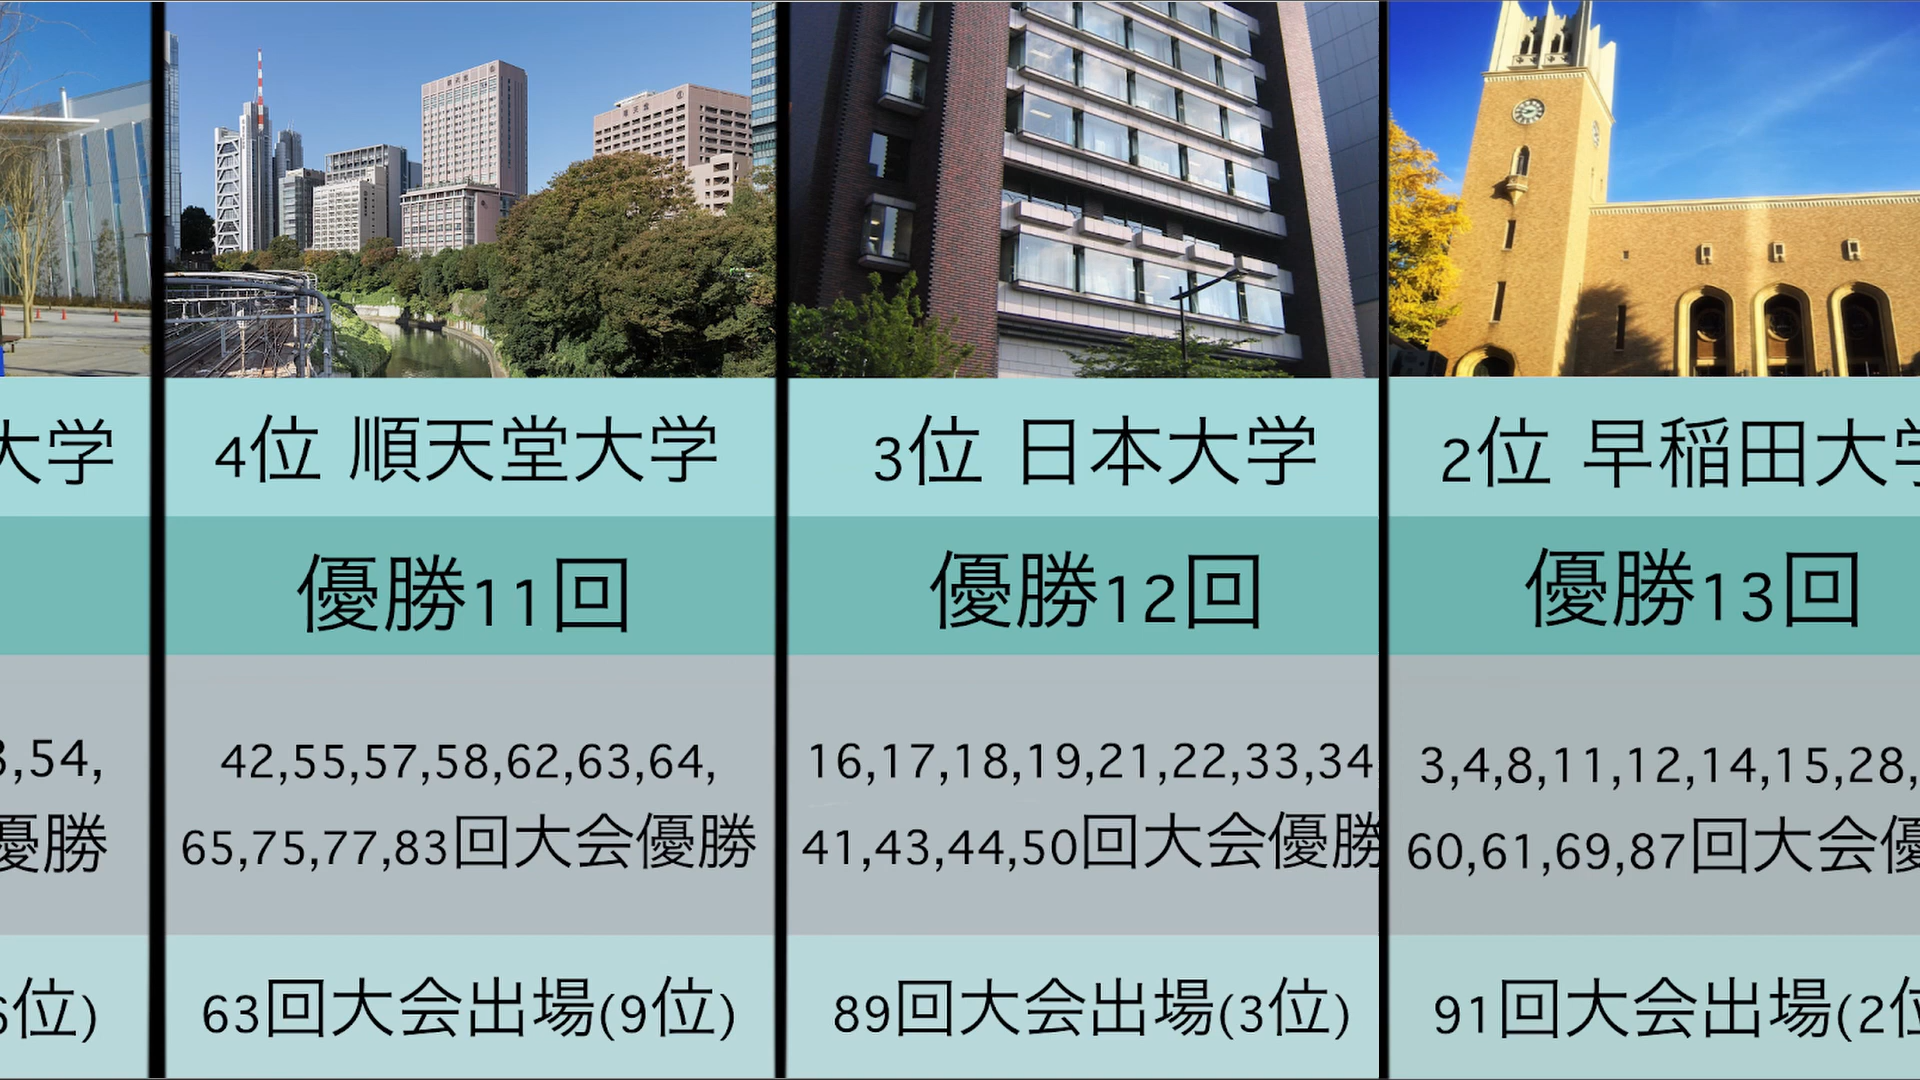 大学
3,54,
優勝
6位)
4位 順天堂大学
優勝11回
42,55,57,58,62,63,64,
65,75,77,83回大会優勝
63回大会出場(9位)
3位 日本大学
優勝12回
16,17,18,19,21,22,33,34,
41,43,44,50回大会優勝
89回大会出場(3位)
2位 早稲田大学
優勝13回
3,4,8,11,12,14,15,28,
60,61,69,87回大会優
91回大会出場(2位